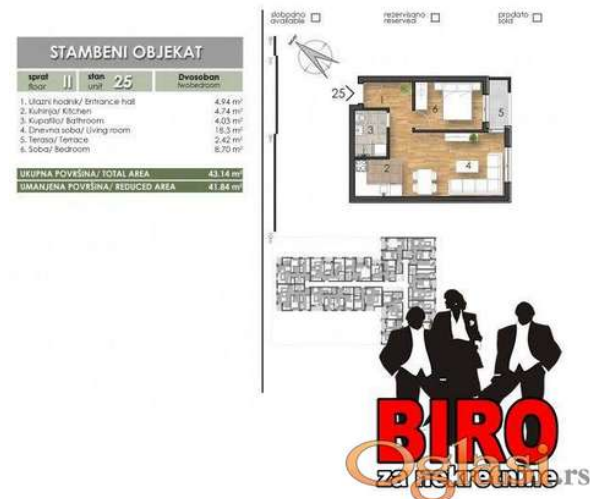 STAMBENI OBJEKAT
sprat floor II stan unit 25 Dvosoban twobedroom
1. Ulazni hodnik/ Entrance hall 4.94 m²
2. Kuhinja/ Kitchen 4.74 m²
3. Kupatilo/ Bathroom 4.03 m²
4. Dnevna soba/ Living room 18.3 m²
5. Terasa/ Terrace 2.42 m²
6. Soba/ Bedroom 8.70 m²
UKUPNA POVRŠINA/ TOTAL AREA 43.14 m²
UMANJENA POVRŠINA/ REDUCED AREA 41.84 m²
slobodno available
rezervisano reserved
prodato sold
25
1
6
5
3
2
4
BIRO
za nekretnine
Oglasi.rs